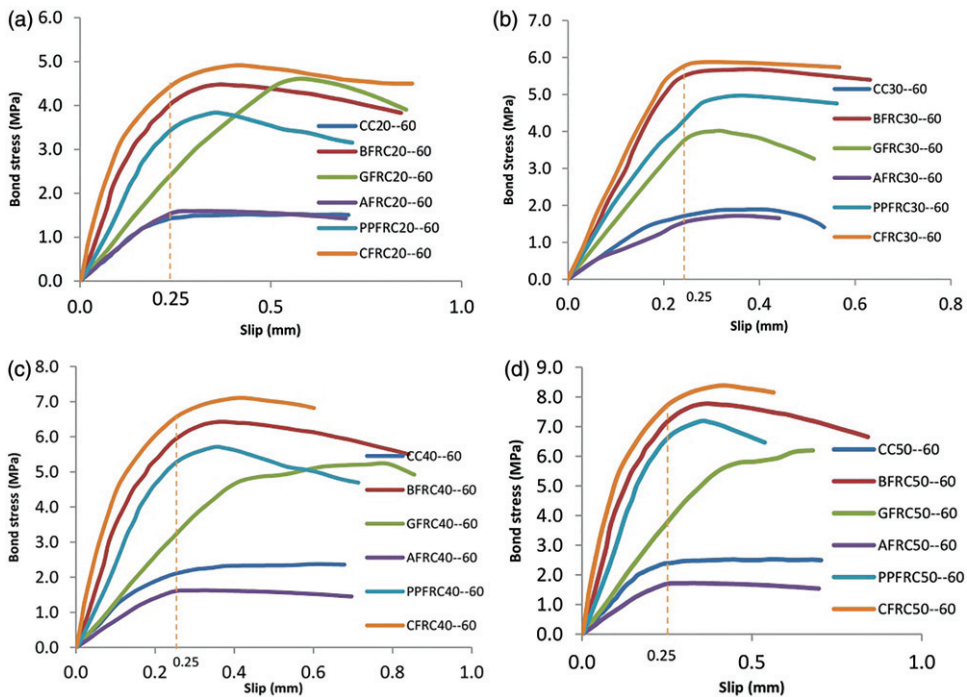 (a)
6.0
5.0
4.0
3.0
2.0
1.0
0.0
Bond stress (MPa)
0.0
0.25
0.5
1.0
Slip (mm)
CC20--60
BFRC20--60
GFRC20--60
AFRC20--60
PPFRC20--60
CFRC20--60
(b)
7.0
6.0
5.0
4.0
3.0
2.0
1.0
0.0
Bond Stress (MPa)
0.0
0.2
0.25
0.4
0.6
0.8
Slip (mm)
CC30--60
BFRC30--60
GFRC30--60
AFRC30--60
PPFRC30--60
CFRC30--60
(c)
8.0
7.0
6.0
5.0
4.0
3.0
2.0
1.0
0.0
Bond stress (MPa)
0.0
0.2
0.25
0.4
0.6
0.8
1.0
Slip (mm)
CC40--60
BFRC40--60
GFRC40--60
AFRC40--60
PPFRC40--60
CFRC40--60
(d)
9.0
8.0
7.0
6.0
5.0
4.0
3.0
2.0
1.0
0.0
Bond stress (MPa)
0.0
0.25
0.5
1.0
Slip (mm)
CC50--60
BFRC50--60
GFRC50--60
AFRC50--60
PPFRC50--60
CFRC50--60